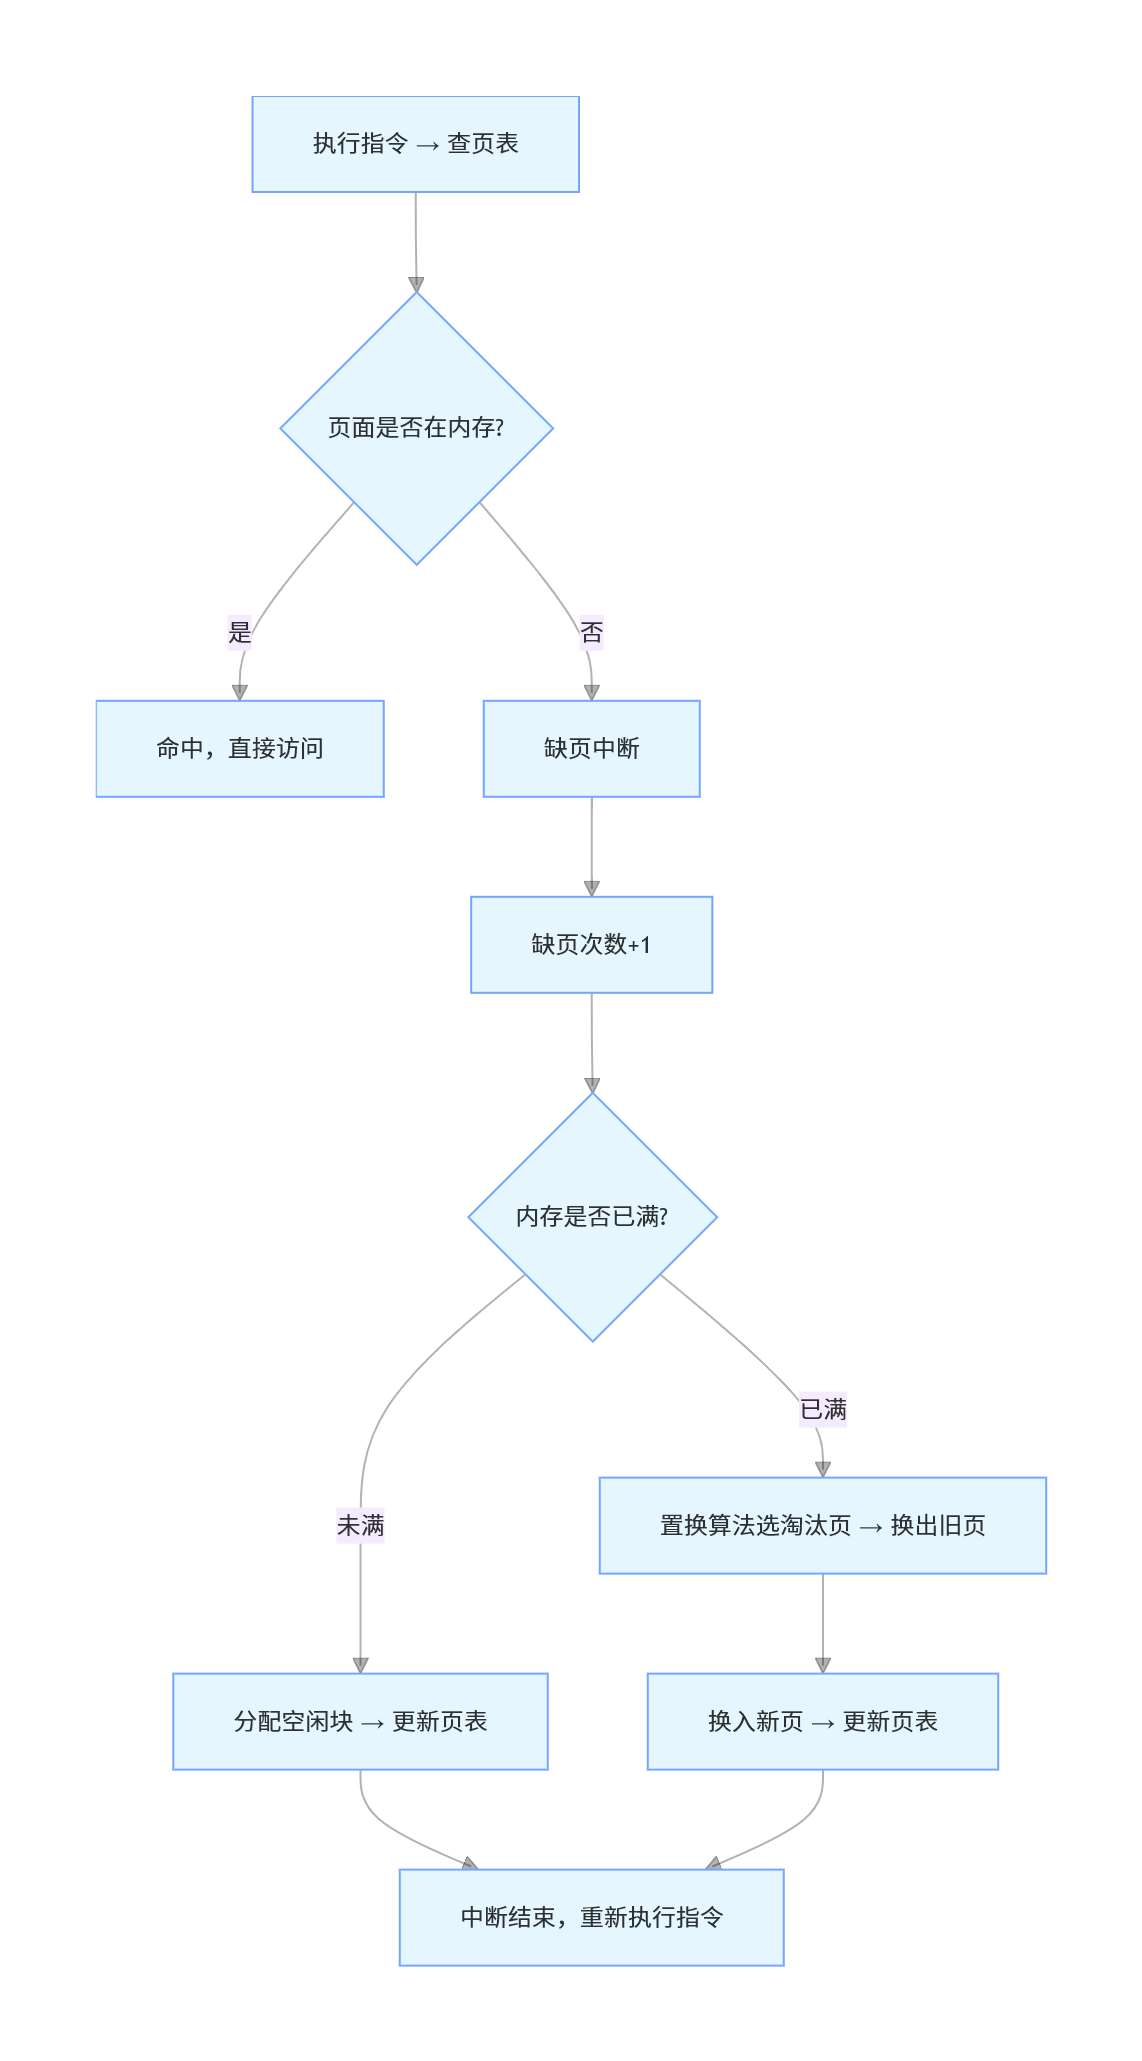 执行指令 → 查页表
页面是否在内存?
是
否
命中，直接访问
缺页中断
缺页次数+1
内存是否已满?
已满
未满
置换算法选淘汰页 → 换出旧页
分配空闲块 → 更新页表
换入新页 → 更新页表
中断结束，重新执行指令